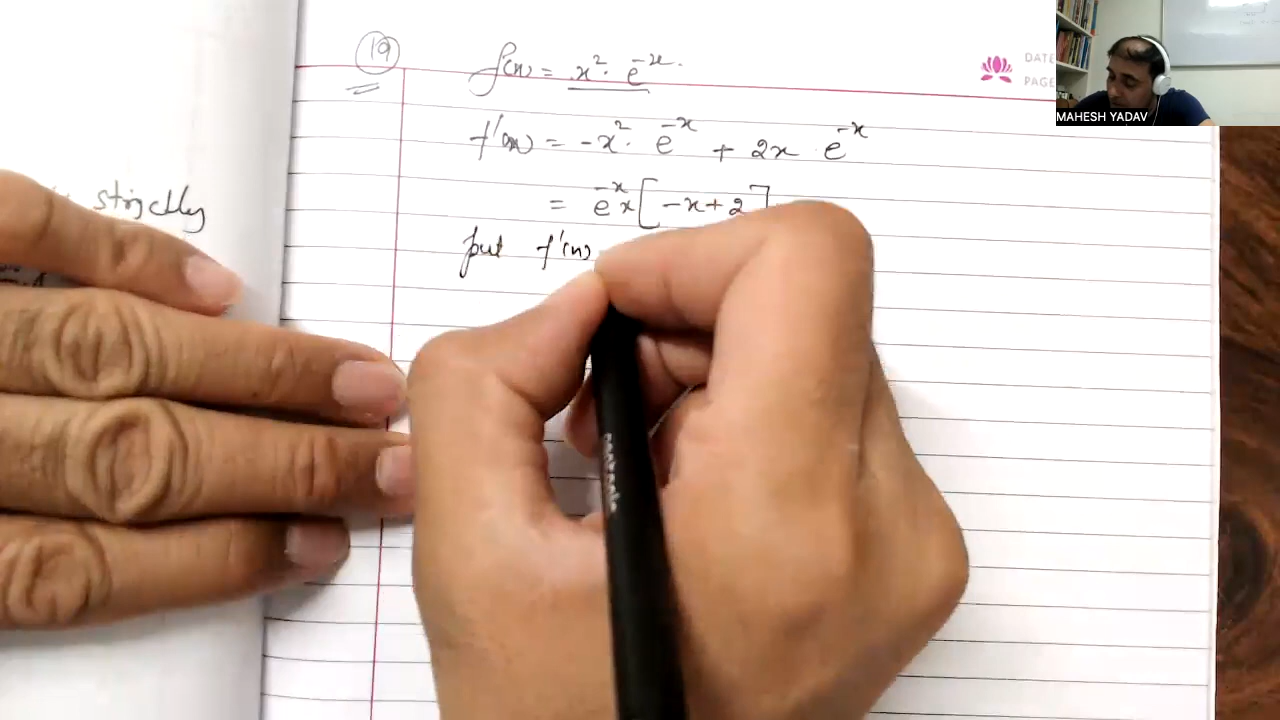 19
f(x) = x². e⁻ˣ.
DATE
PAGE
MAHESH YADAV
f'(x) = -x². e⁻ˣ + 2x . e⁻ˣ
strictly
= e⁻ˣ x [-x+2]
put f'(x)